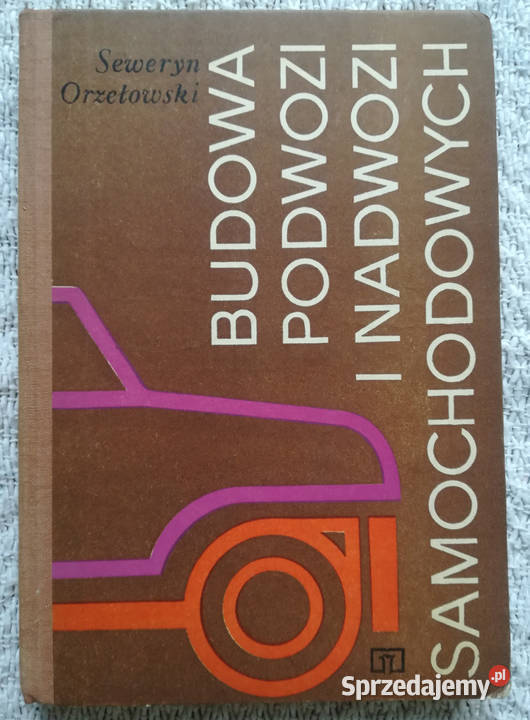 Seweryn
Orzełowski
BUDOWA
PODWOZI
I NADWOZI
SAMOCHODOWYCH
Sprzedajemy.pl